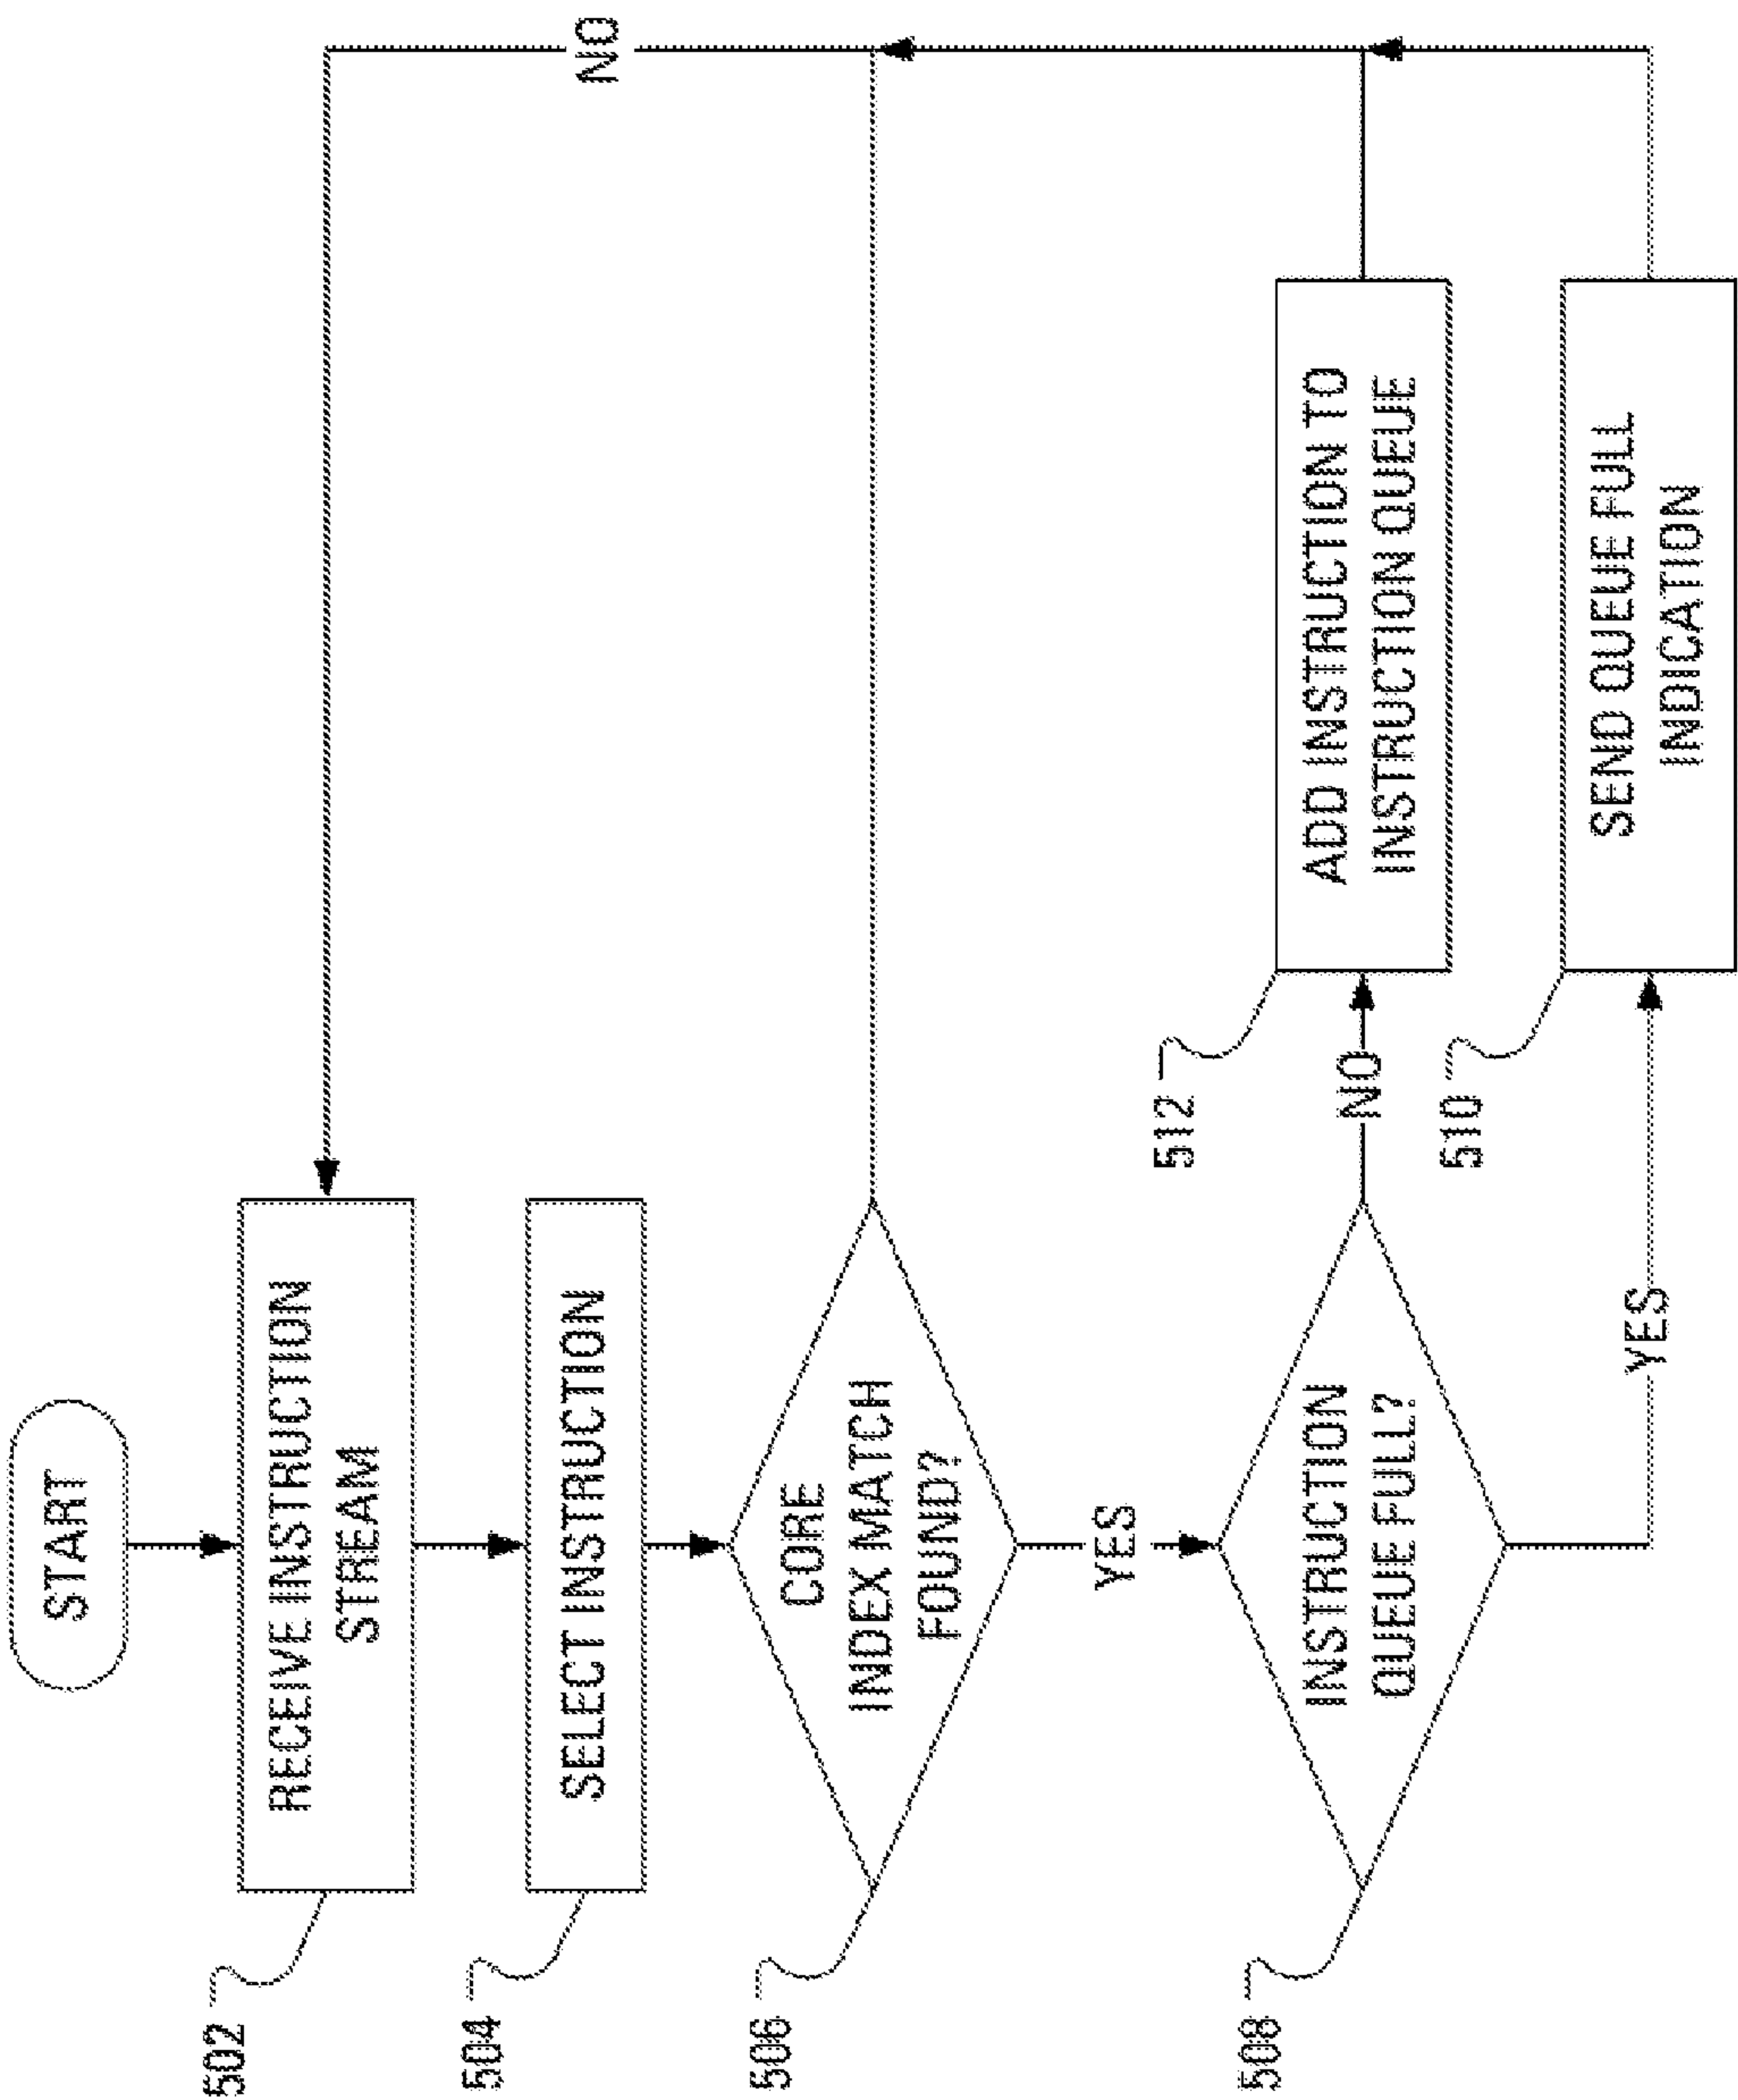 START
502
RECEIVE INSTRUCTION
STREAM
504
SELECT INSTRUCTION
506
CORE
INDEX MATCH
FOUND?
NO
YES
508
INSTRUCTION
QUEUE FULL?
NO
512
ADD INSTRUCTION TO
INSTRUCTION QUEUE
YES
510
SEND QUEUE FULL
INDICATION